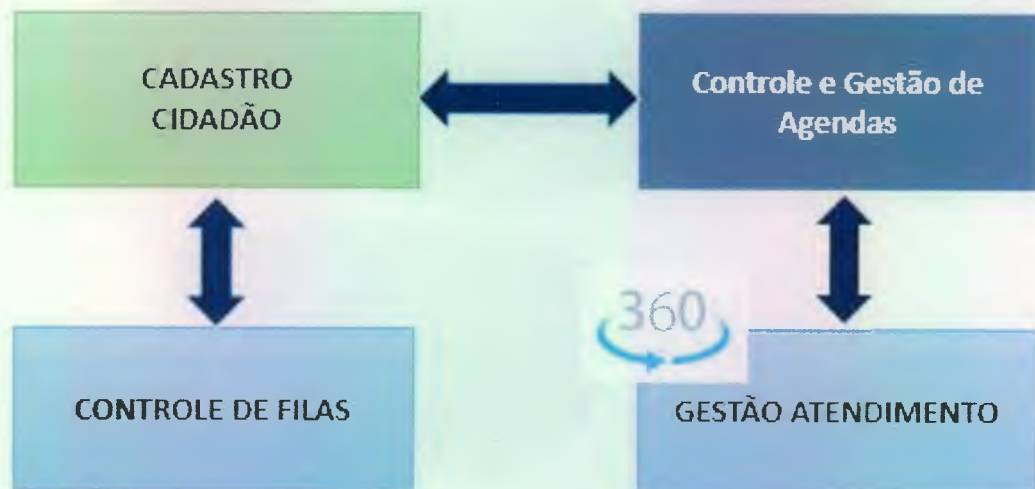 CADASTRO
CIDADÃO
Controle e Gestão de
Agendas
360
CONTROLE DE FILAS
GESTÃO ATENDIMENTO